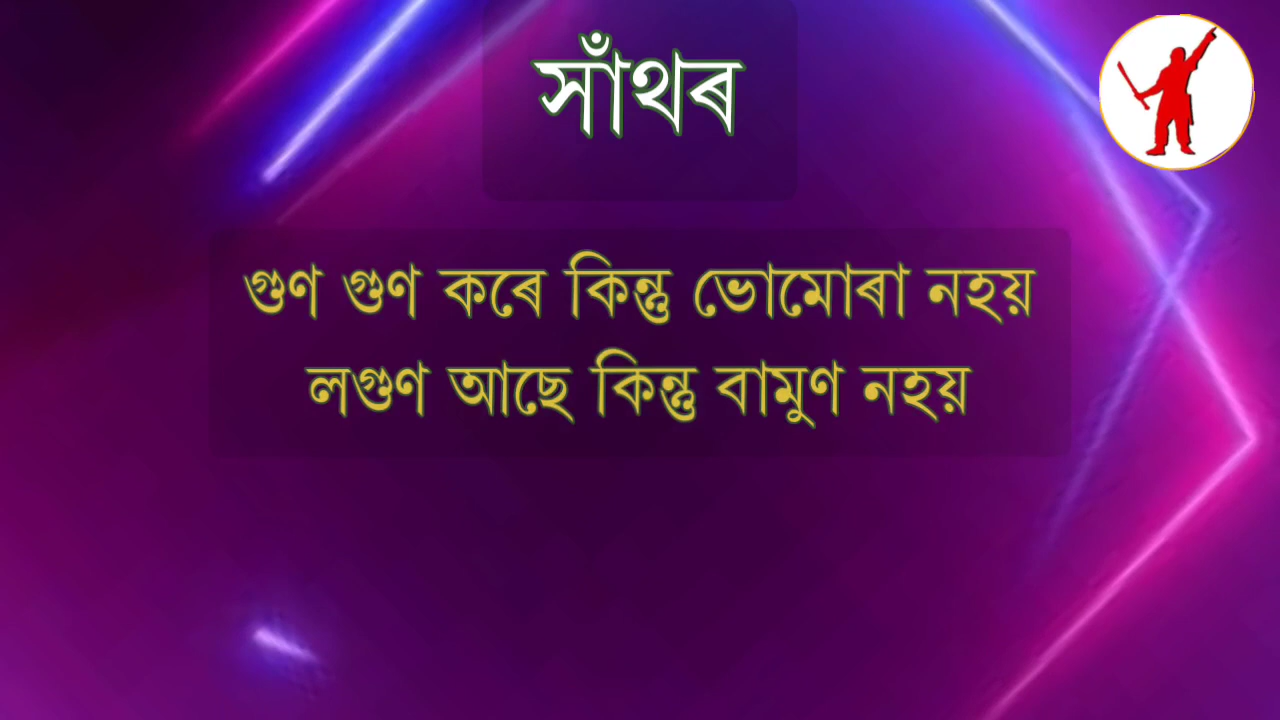 সাঁথৰ
গুণ গুণ কৰে কিন্তু ভোমোৰা নহয়
লগুণ আছে কিন্তু বামুণ নহয়